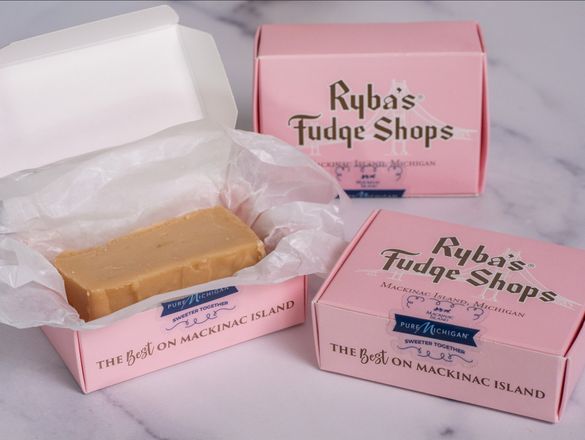 Ryba's
Fudge Shops
MACKINAC ISLAND, MICHIGAN
PURE MICHIGAN
SWEETER TOGETHER
THE Best ON MACKINAC ISLAND
Ryba's
Fudge Shops
MACKINAC ISLAND, MICHIGAN
PURE MICHIGAN
SWEETER TOGETHER
THE Best ON MACKINAC ISLAND